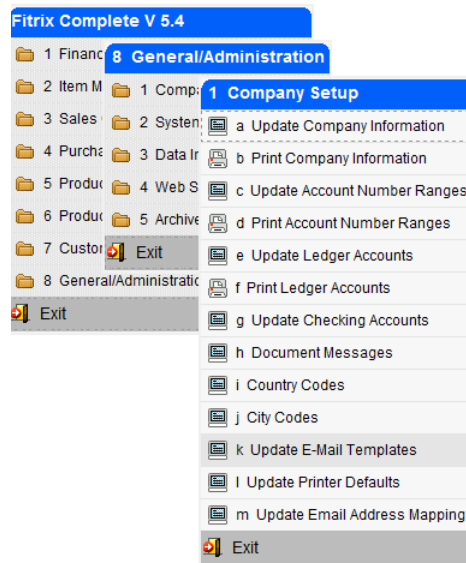 Fitrix Complete V 5.4
1 Financ
2 Item M
3 Sales
4 Purcha
5 Produc
6 Produc
7 Custor
8 General/Administratic
Exit
8 General/Administration
1 Comp
2 System
3 Data In
4 Web S
5 Archive
Exit
1 Company Setup
a Update Company Information
b Print Company Information
c Update Account Number Ranges
d Print Account Number Ranges
e Update Ledger Accounts
f Print Ledger Accounts
g Update Checking Accounts
h Document Messages
i Country Codes
j City Codes
k Update E-Mail Templates
l Update Printer Defaults
m Update Email Address Mapping
Exit